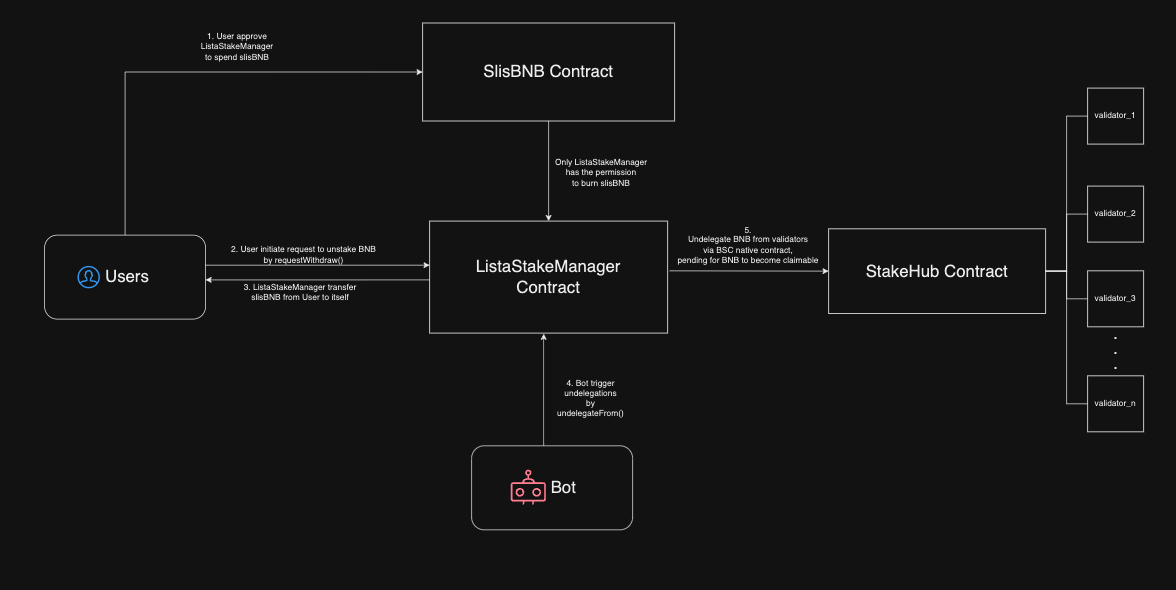 1. User approve
ListaStakeManager
to spend slisBNB
SlisBNB Contract
validator_1
Only ListaStakeManager
has the permission
to burn slisBNB
validator_2
Users
2. User initiate request to unstake BNB
by requestWithdraw()
3. ListaStakeManager transfer
slisBNB from User to itself
ListaStakeManager
Contract
5.
Undelegate BNB from validators
via BSC native contract,
pending for BNB to become claimable
StakeHub Contract
validator_3
.
.
.
validator_n
4. Bot trigger
undelegations
by
undelegateFrom()
Bot